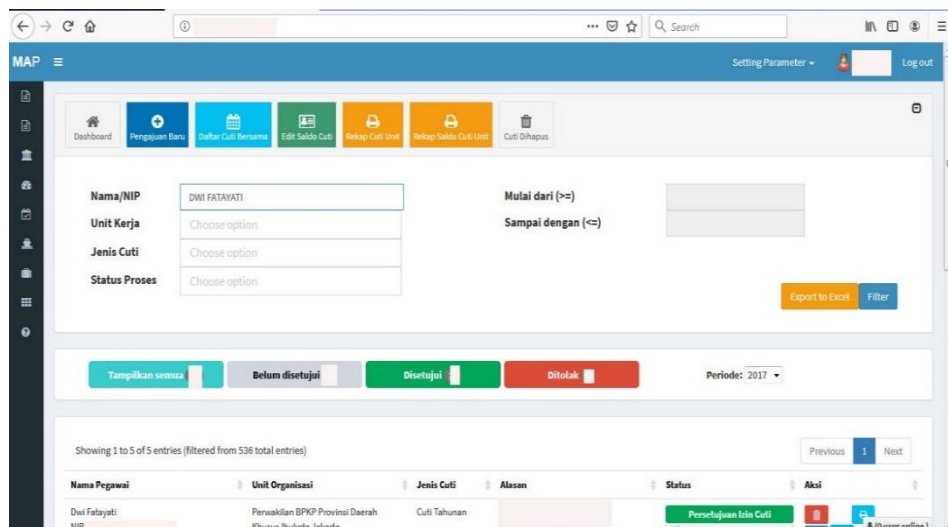 Search
MAP
Setting Parameter
Log out
Dashboard
Pengajuan Baru
Daftar Cuti Bersama
Edit Saldo Cuti
Rekap Cuti Unit
Rekap Saldo Cuti Unit
Cuti Dihapus
Nama/NIP DWI FATAYATI Mulai dari (>=)
Unit Kerja Choose option Sampai dengan (<=)
Jenis Cuti Choose option
Status Proses Choose option
Export to Excel Filter
Tampilkan semua Belum disetujui Disetujui Ditolak Periode: 2017
Showing 1 to 5 of 5 entries (filtered from 536 total entries) Previous 1 Next
Nama Pegawai Unit Organisasi Jenis Cuti Alasan Status Aksi
Dwi Fatayati Perwakilan BPKP Provinsi Daerah Cuti Tahunan Persetujuan Izin Cuti
NIP Khusus Ibukota Jakarta